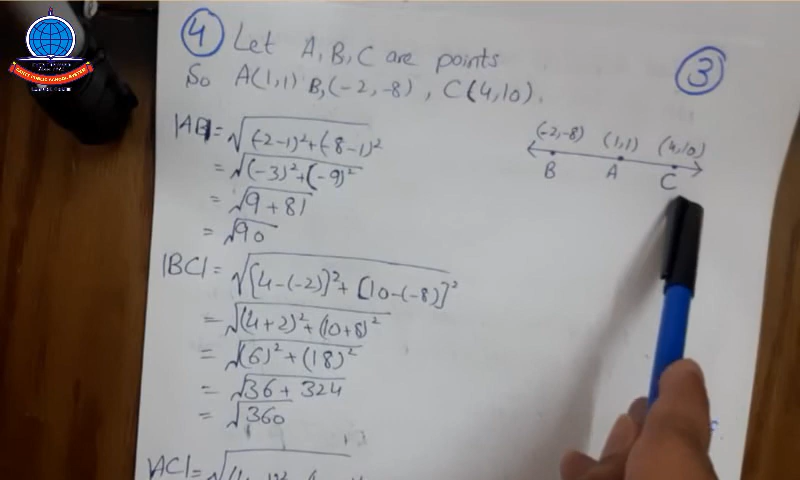 ④ Let A, B, C are points
③
So A(1,1) B,(-2,-8), C(4,10).
|AB| = √(-2-1)²+(-8-1)²
= √(-3)²+(-9)²
= √9+81
= √90
(-2,-8) (1,1) (4,10)
B A C
|BC| = √[4-(-2)]²+[10-(-8)]²
= √(4+2)²+(10+8)²
= √(6)²+(18)²
= √36+324
= √360
|AC| =